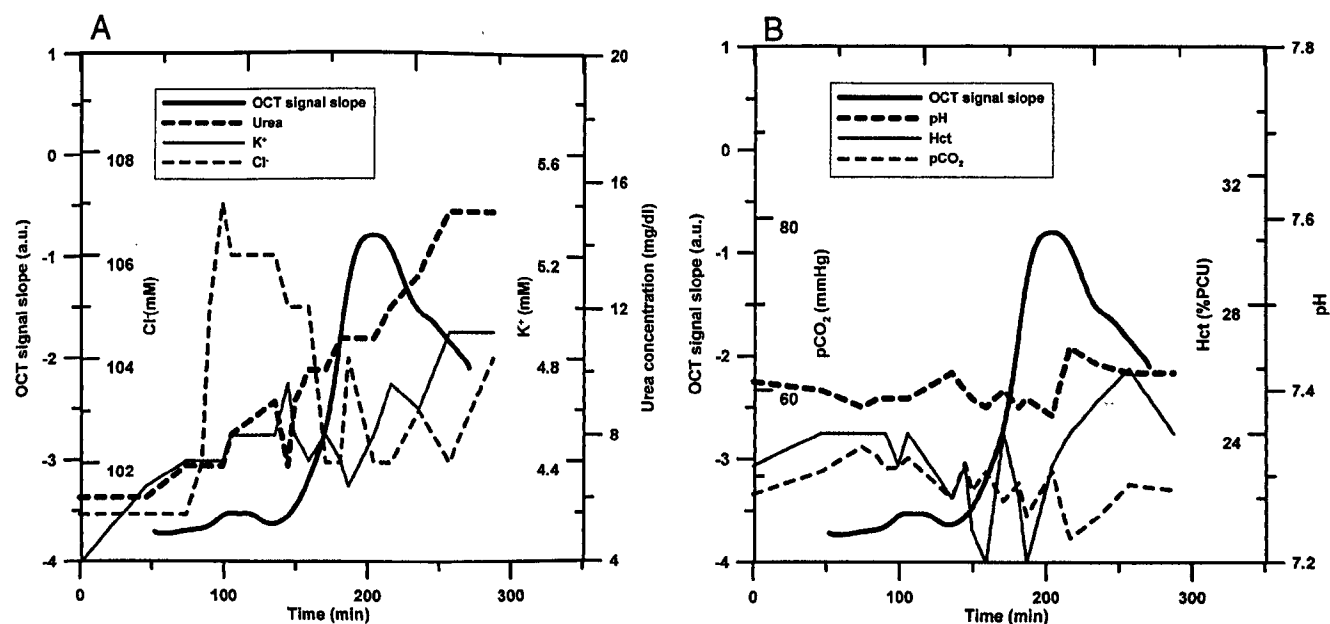 A
OCT signal slope (a.u.)
1
0
-1
-2
-3
-4
Cl⁻(mM)
108
106
104
102
OCT signal slope
Urea
K⁺
Cl⁻
K⁺ (mM)
5.6
5.2
4.8
4.4
Urea concentration (mg/dl)
20
15
12
8
4
0
100
200
300
Time (min)
B
OCT signal slope (a.u.)
1
0
-1
-2
-3
-4
pCO₂ (mmHg)
80
60
OCT signal slope
pH
Hct
pCO₂
Hct (%PCU)
32
28
24
pH
7.8
7.6
7.4
7.2
0
100
200
300
Time (min)